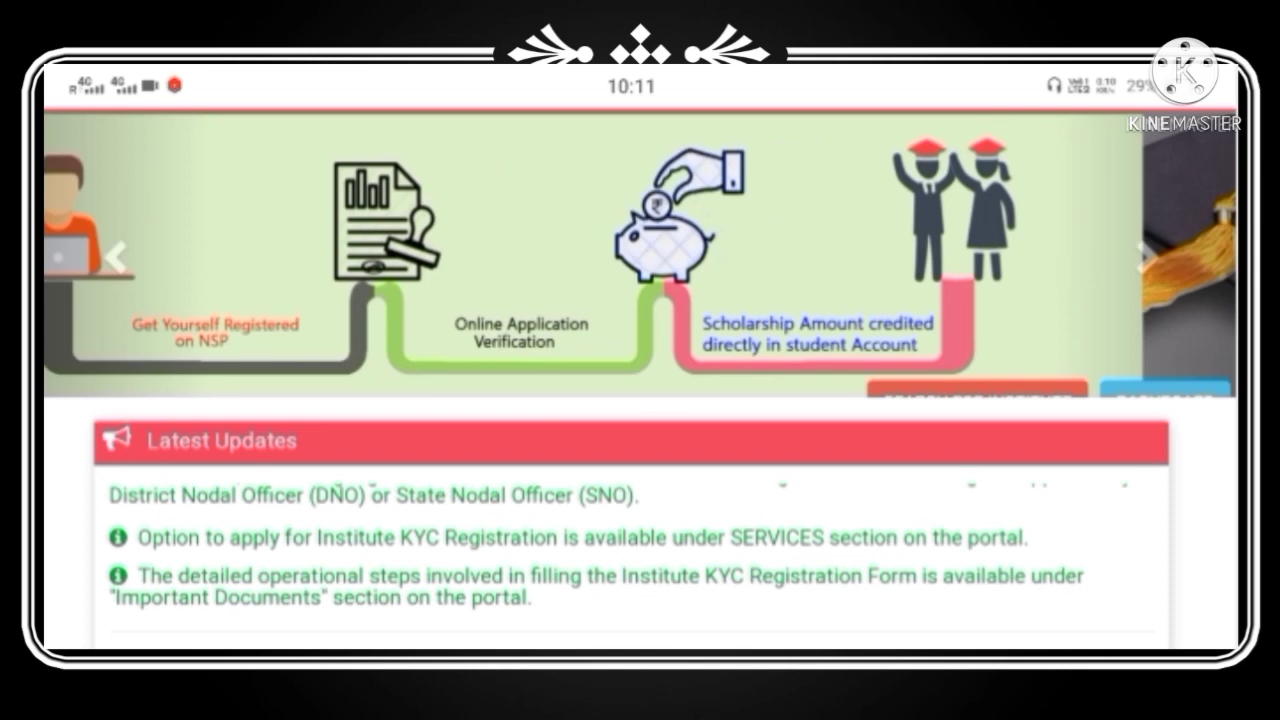 4G 4G 10:11 29%
KINEMASTER
Get Yourself Registered
on NSP
Online Application
Verification
Scholarship Amount credited
directly in student Account
Latest Updates
District Nodal Officer (DNO) or State Nodal Officer (SNO).
Option to apply for Institute KYC Registration is available under SERVICES section on the portal.
The detailed operational steps involved in filling the Institute KYC Registration Form is available under
"Important Documents" section on the portal.